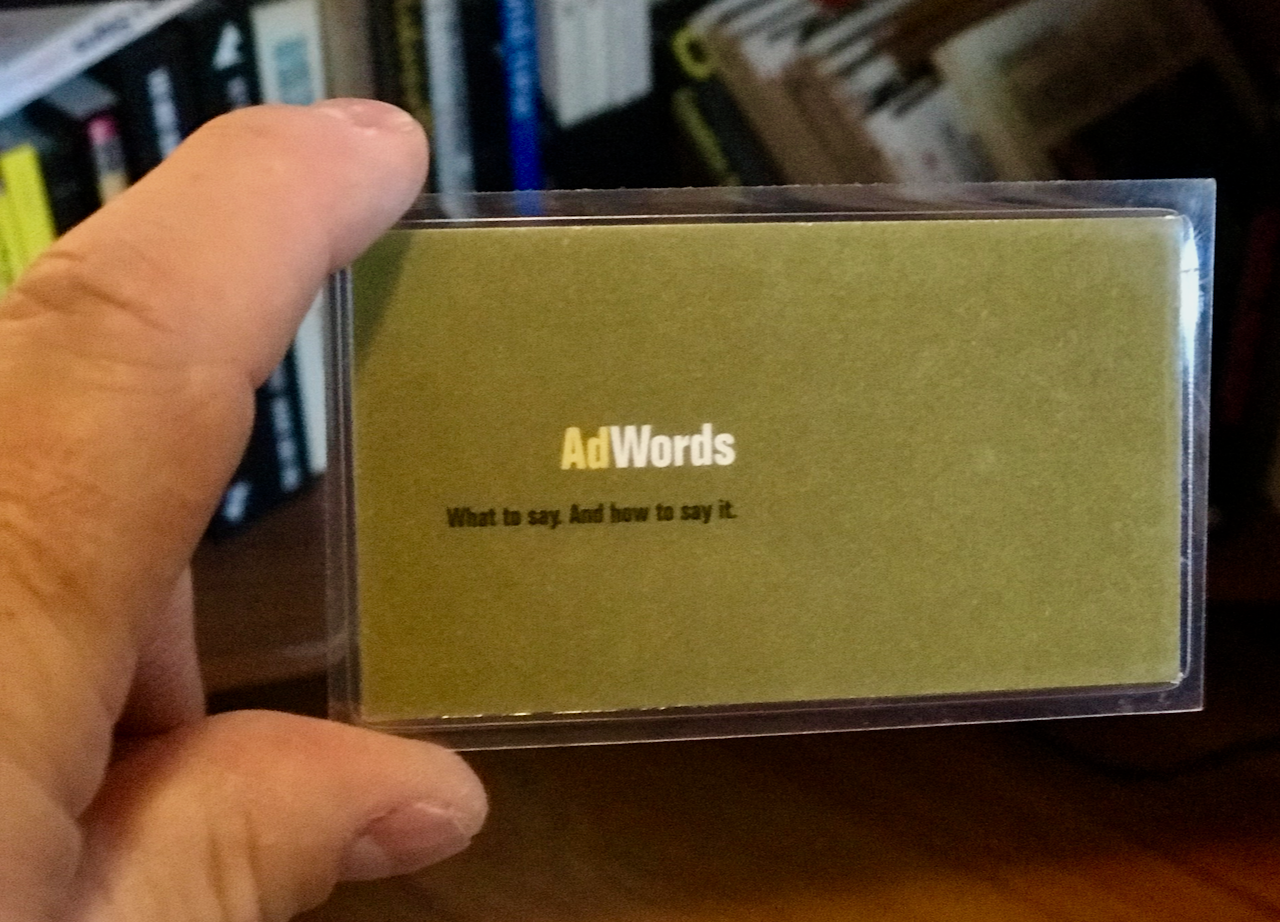 AdWords
What to say. And how to say it.